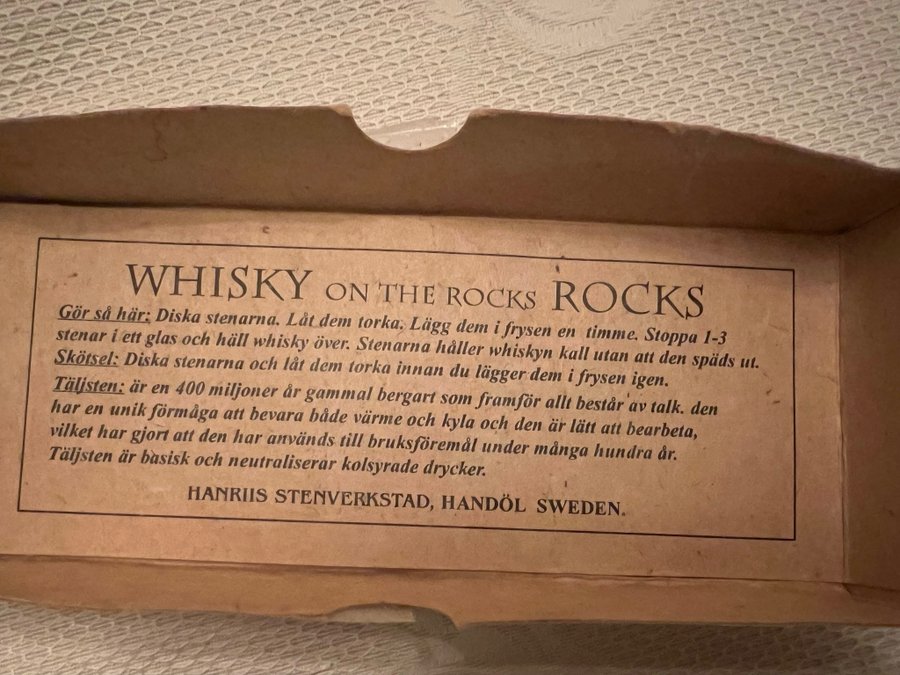 WHISKY ON THE ROCKS ROCKS
Gör så här: Diska stenarna. Låt dem torka. Lägg dem i frysen en timme. Stoppa 1-3
stenar i ett glas och häll whisky över. Stenarna håller whiskyn kall utan att den späds ut.
Skötsel: Diska stenarna och låt dem torka innan du lägger dem i frysen igen.
Täljsten: är en 400 miljoner år gammal bergart som framför allt består av talk. den
har en unik förmåga att bevara både värme och kyla och den är lätt att bearbeta,
vilket har gjort att den har används till bruksföremål under många hundra år.
Täljsten är basisk och neutraliserar kolsyrade drycker.
HANRIIS STENVERKSTAD, HANDÖL SWEDEN.